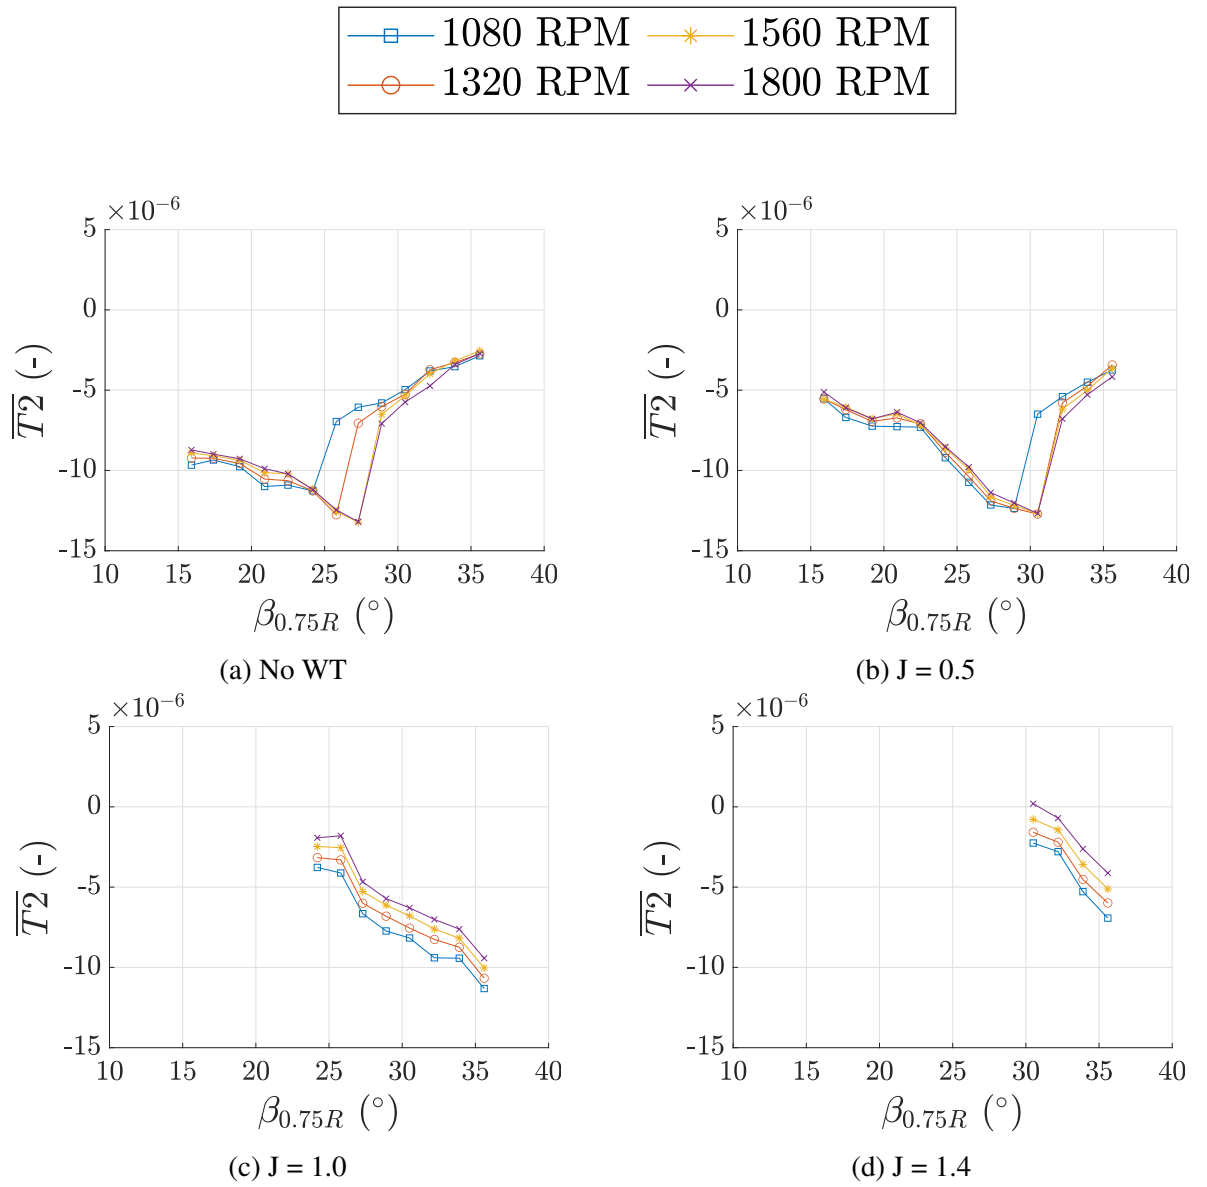 1080 RPM 1560 RPM
1320 RPM 1800 RPM
×10⁻⁶ ×10⁻⁶
5 5
0 0
-5 -5
-10 -10
-15 -15
T̅2̅ (-) T̅2̅ (-)
10 15 20 25 30 35 40 10 15 20 25 30 35 40
β0.75R (°) β0.75R (°)
(a) No WT (b) J = 0.5
×10⁻⁶ ×10⁻⁶
5 5
0 0
-5 -5
-10 -10
-15 -15
T̅2̅ (-) T̅2̅ (-)
10 15 20 25 30 35 40 10 15 20 25 30 35 40
β0.75R (°) β0.75R (°)
(c) J = 1.0 (d) J = 1.4